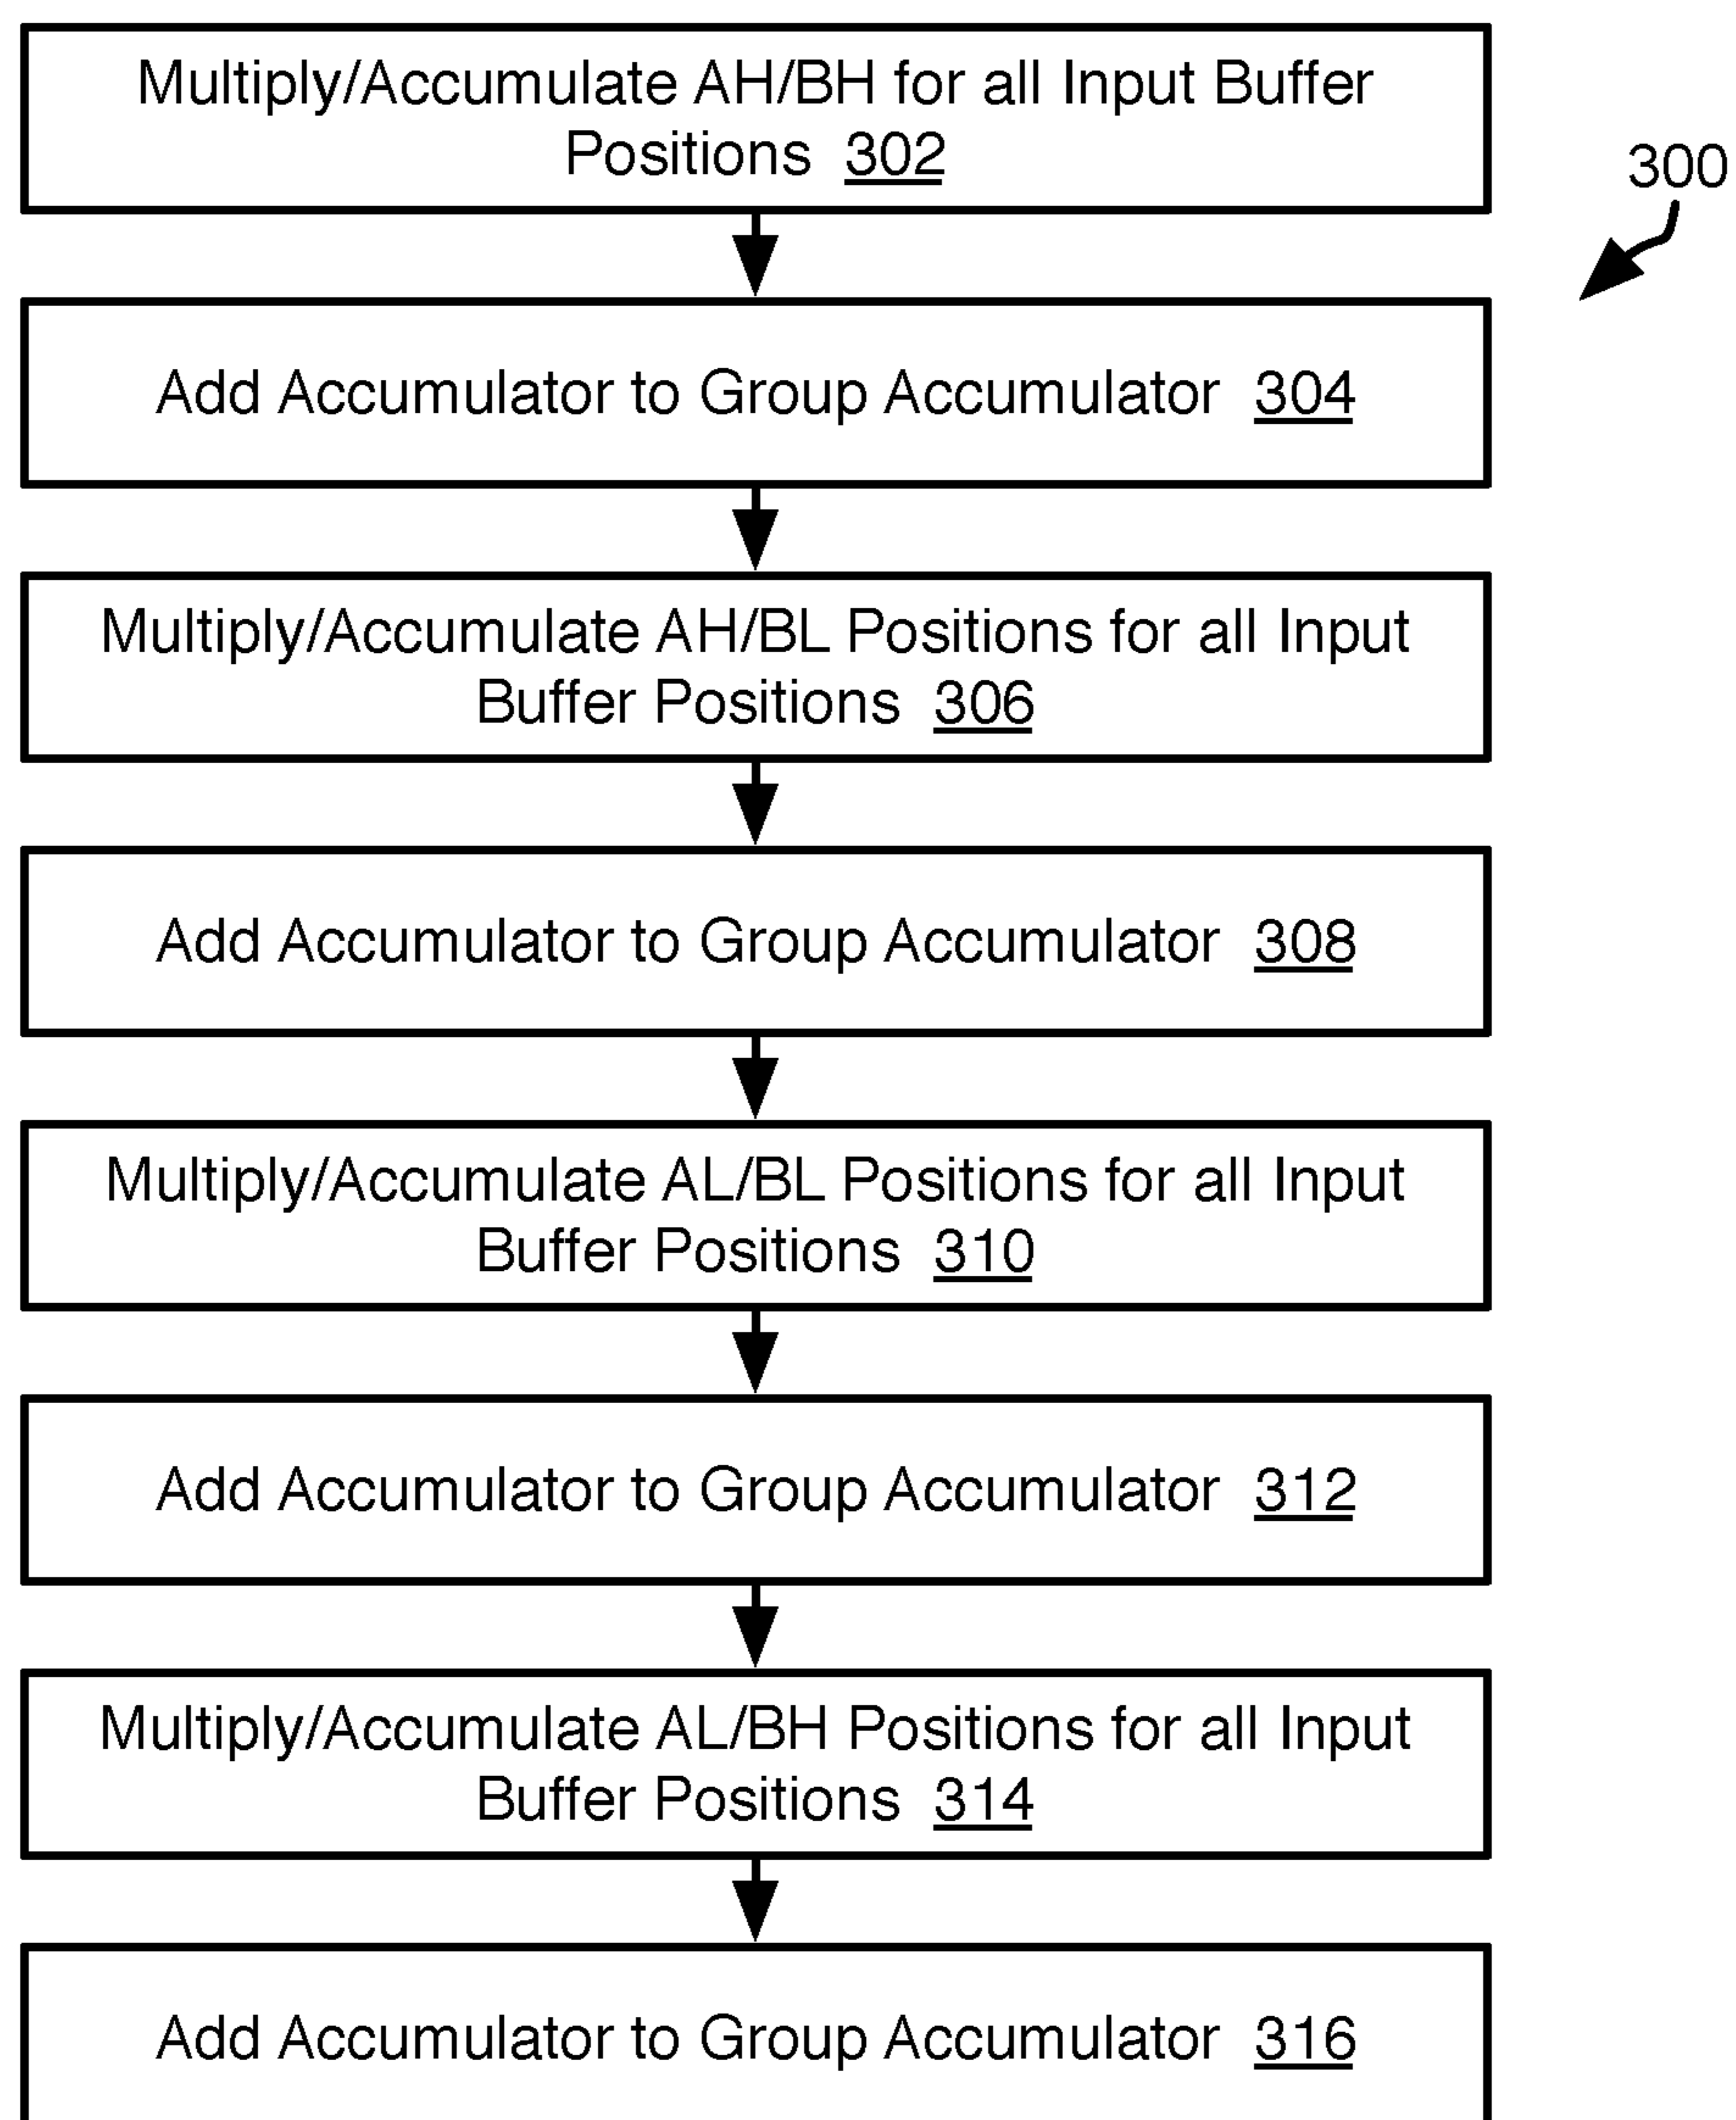 Multiply/Accumulate AH/BH for all Input Buffer
Positions 302
300
Add Accumulator to Group Accumulator 304
Multiply/Accumulate AH/BL Positions for all Input
Buffer Positions 306
Add Accumulator to Group Accumulator 308
Multiply/Accumulate AL/BL Positions for all Input
Buffer Positions 310
Add Accumulator to Group Accumulator 312
Multiply/Accumulate AL/BH Positions for all Input
Buffer Positions 314
Add Accumulator to Group Accumulator 316